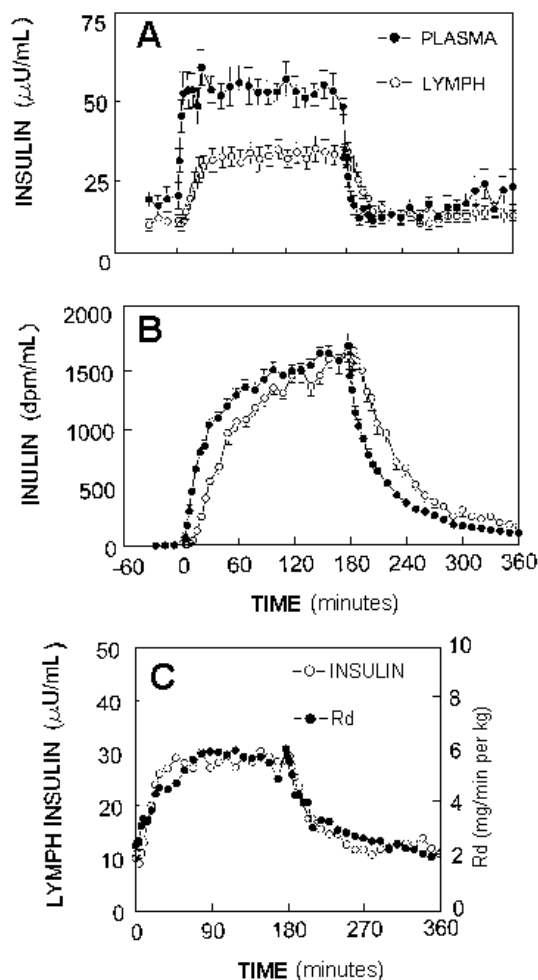 A
PLASMA
LYMPH
INSULIN (µU/mL)
75
50
25
0
B
INULIN (dpm/mL)
2000
1500
1000
500
0
-60 0 60 120 180 240 300 360
TIME (minutes)
C
INSULIN
Rd
LYMPH INSULIN (µU/mL)
50
40
30
20
10
0
10
8
6
4
2
0
Rd (mg/min per kg)
0 90 180 270 360
TIME (minutes)